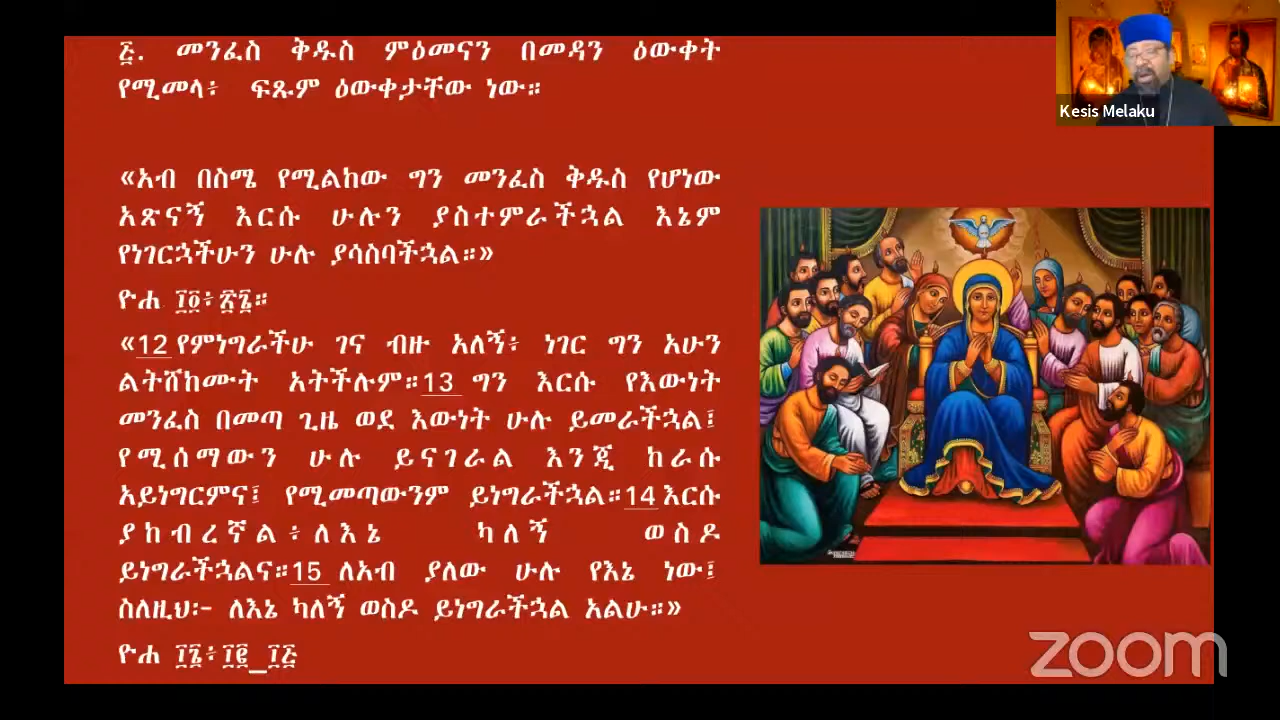 ፭. መንፈስ ቅዱስ ምዕመናን በመዳን ዕውቀት
የሚመላ፥ ፍጹም ዕውቀታቸው ነው።
«አብ በስሜ የሚልከው ግን መንፈስ ቅዱስ የሆነው
አጽናኝ እርሱ ሁሉን ያስተምራችኋል እኔም
የነገርኋችሁን ሁሉ ያሳስባችኋል።»
ዮሐ ፲፬፥፳፮።
«12 የምነግራችሁ ገና ብዙ አለኝ፥ ነገር ግን አሁን
ልትሸከሙት አትችሉም።13 ግን እርሱ የእውነት
መንፈስ በመጣ ጊዜ ወደ እውነት ሁሉ ይመራችኋል፤
የሚሰማውን ሁሉ ይናገራል እንጂ ከራሱ
አይነግርምና፤ የሚመጣውንም ይነግራችኋል።14 እርሱ
ያከብረኛል፥ለእኔ ካለኝ ወስዶ
ይነግራችኋልና።15 ለአብ ያለው ሁሉ የእኔ ነው፤
ስለዚህ፡- ለእኔ ካለኝ ወስዶ ይነግራችኋል አልሁ።»
ዮሐ ፲፮፥፲፪_፲፭
Kesis Melaku
zoom